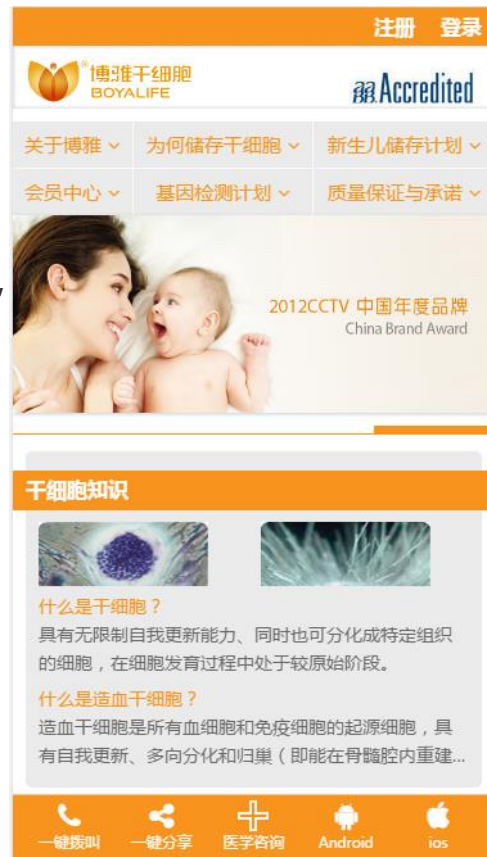 注册 登录
博雅干细胞
BOYALIFE
Accredited
关于博雅 为何储存干细胞 新生儿储存计划
会员中心 基因检测计划 质量保证与承诺
2012CCTV 中国年度品牌
China Brand Award
干细胞知识
什么是干细胞？
具有无限制自我更新能力、同时也可分化成特定组织
的细胞，在细胞发育过程中处于较原始阶段。
什么是造血干细胞？
造血干细胞是所有血细胞和免疫细胞的起源细胞，具
有自我更新、多向分化和归巢（即能在骨髓腔内重建...
一键拨叫 一键分享 医学咨询 Android ios